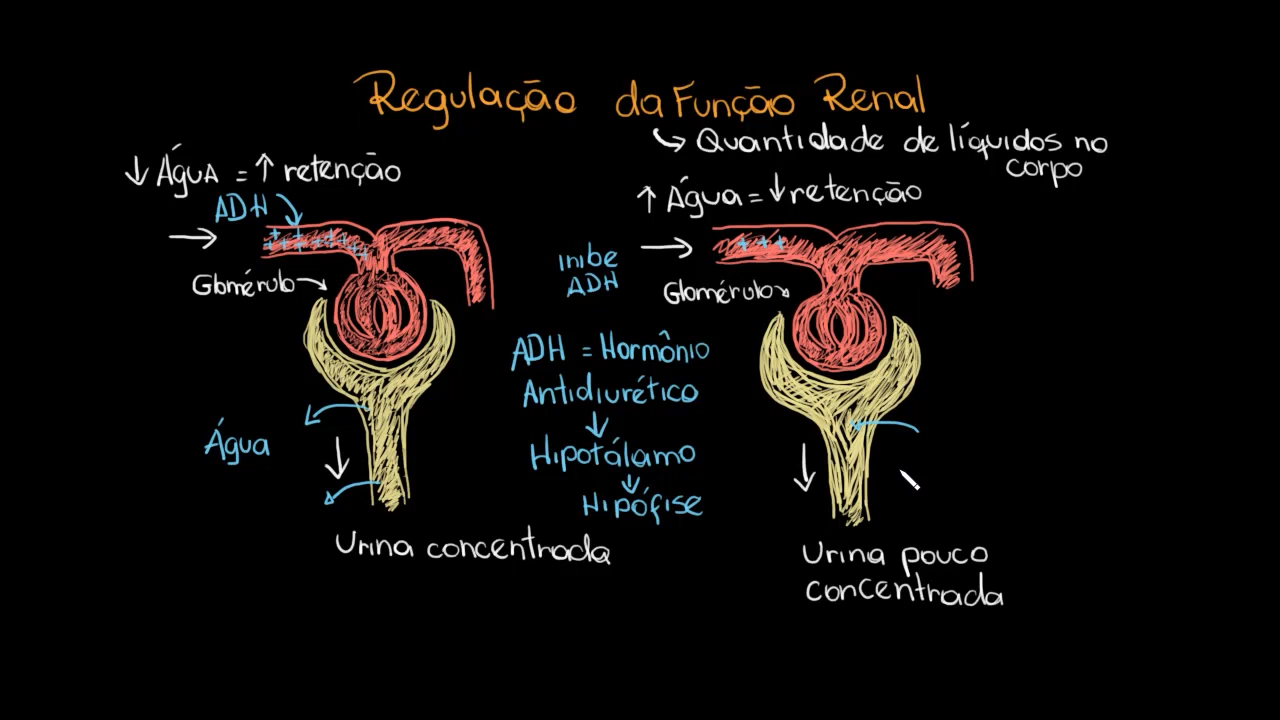 Regulação da Função Renal
↳ Quantidade de líquidos no
corpo
↓ Água = ↑ retenção
ADH
Glomérulo
Água
Urina concentrada
inibe
ADH
ADH = Hormônio
Antidiurético
↓
Hipotálamo
↓
Hipófise
↑ Água = ↓ retenção
Glomérulo
Urina pouco
concentrada